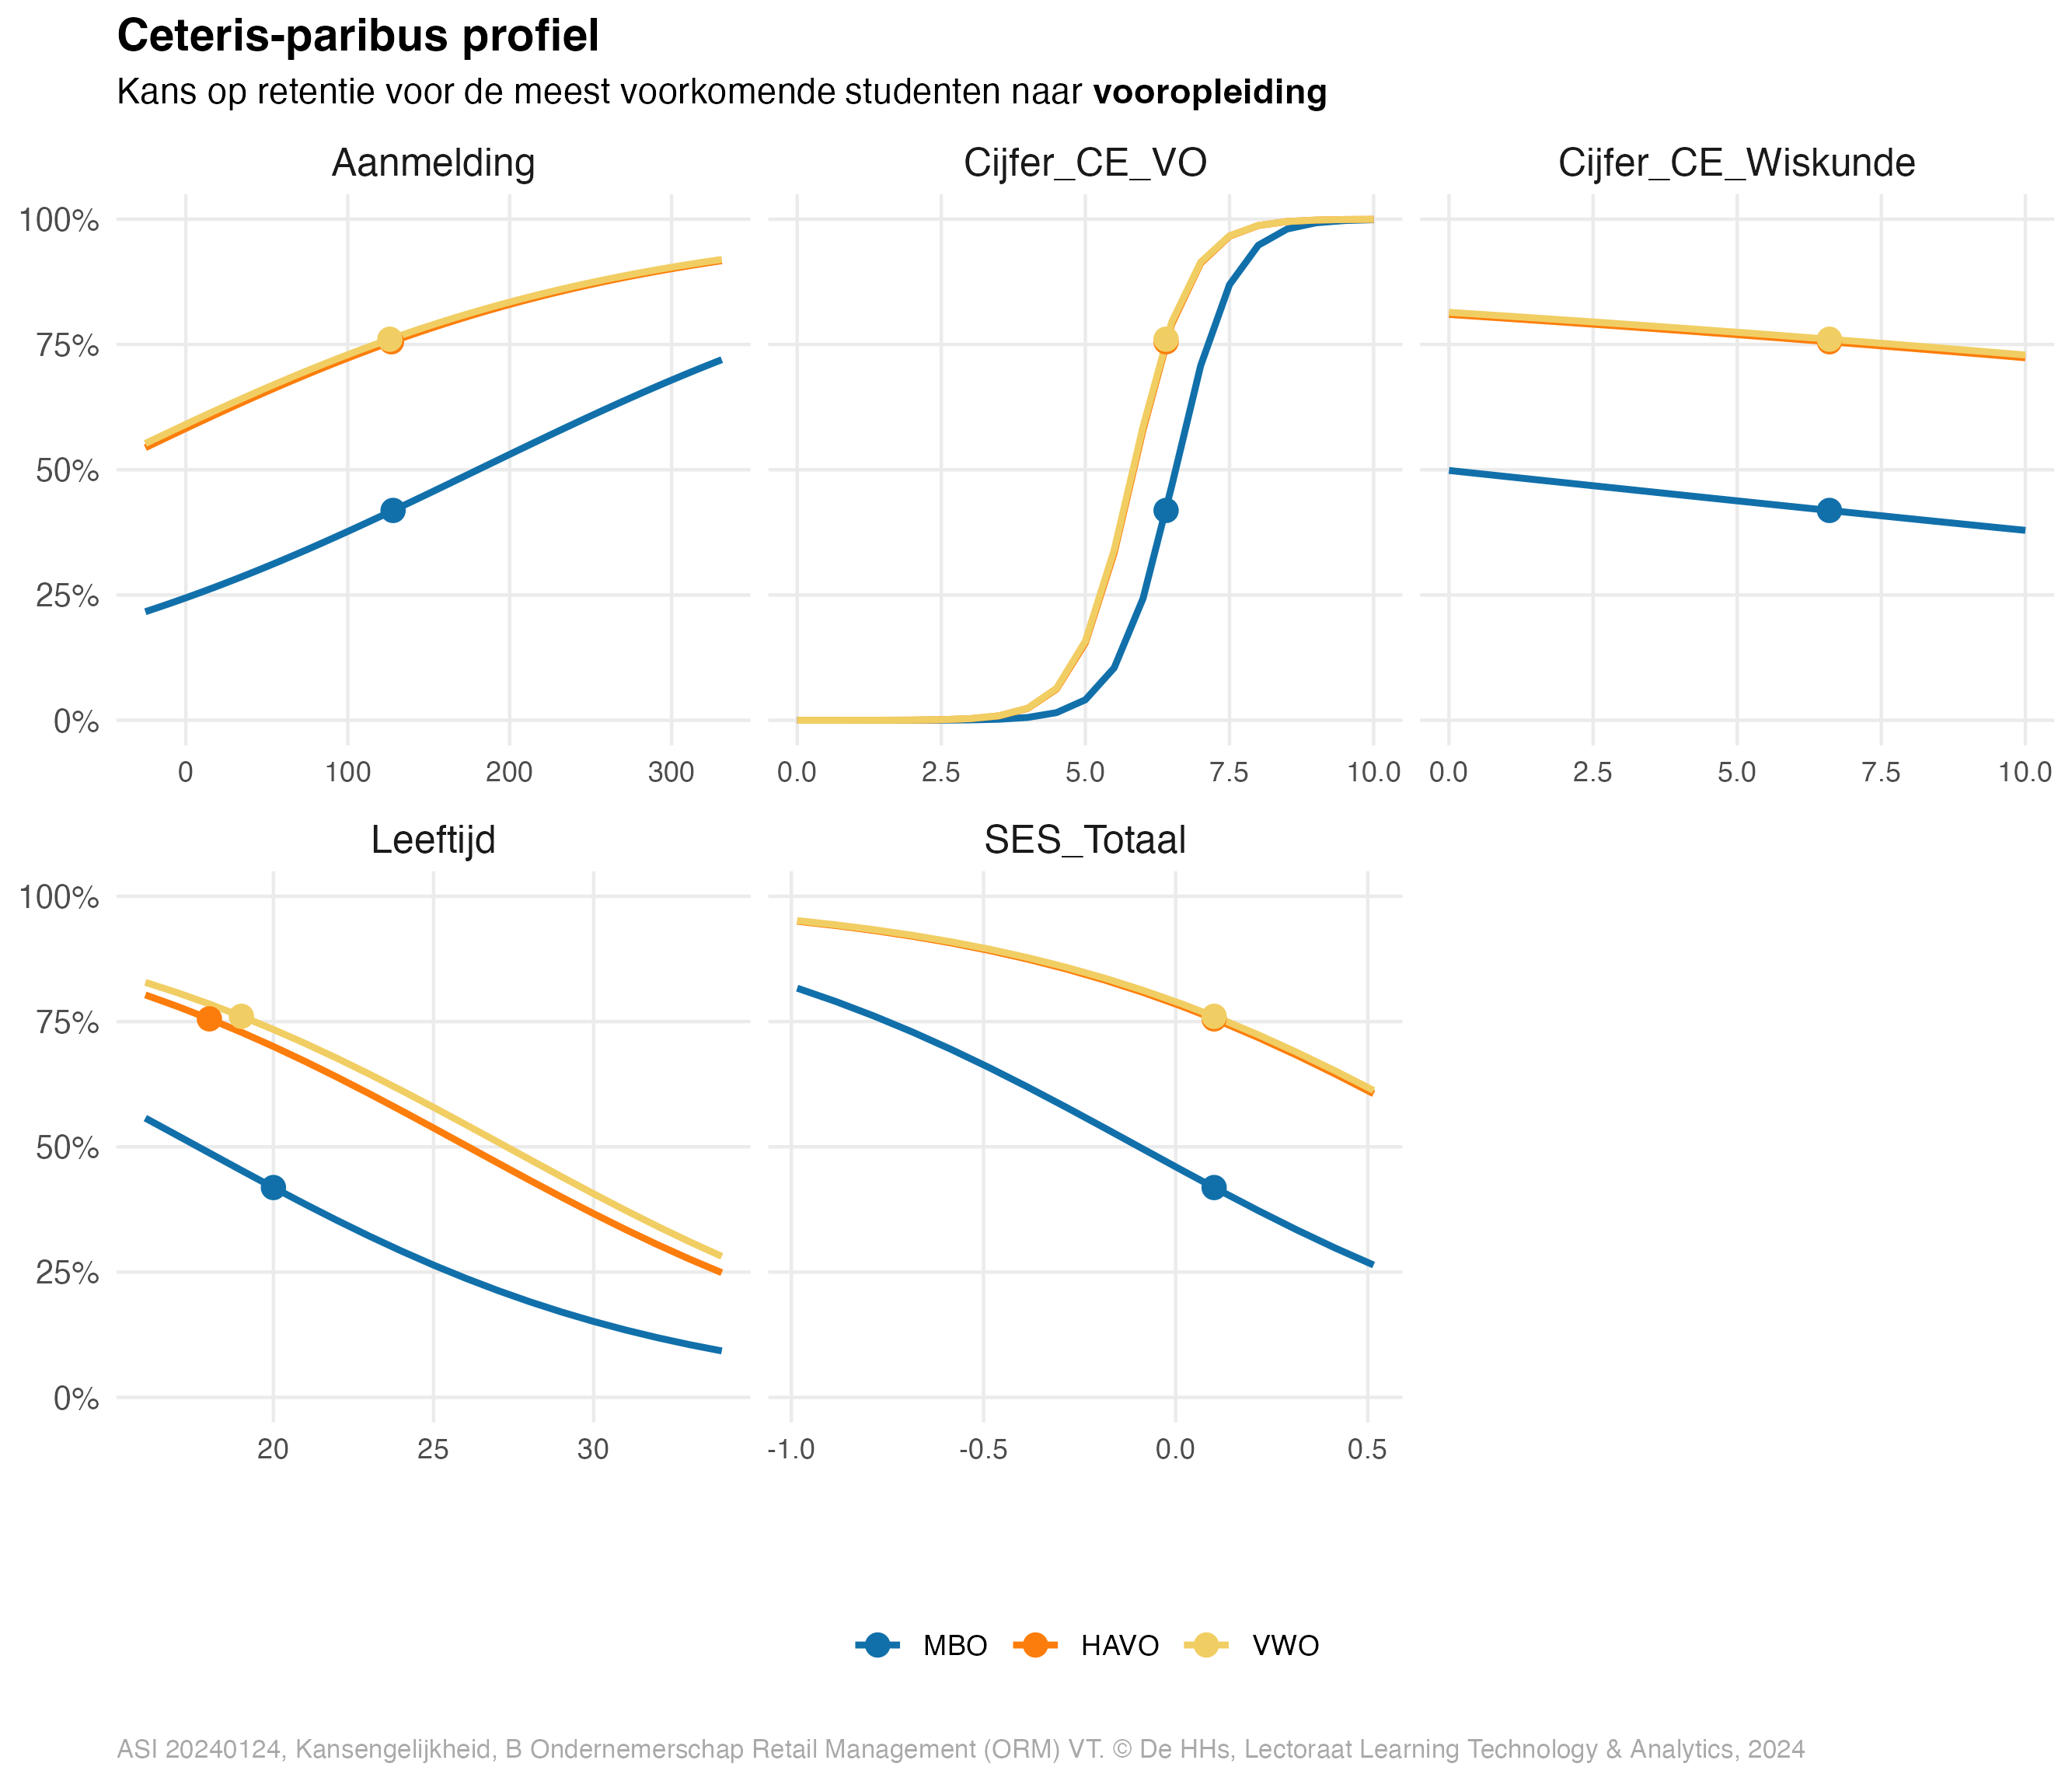 Ceteris-paribus profiel
Kans op retentie voor de meest voorkomende studenten naar vooropleiding
Aanmelding
Cijfer_CE_VO
Cijfer_CE_Wiskunde
100%
75%
50%
25%
0%
0 100 200 300
0.0 2.5 5.0 7.5 10.0
0.0 2.5 5.0 7.5 10.0
Leeftijd
SES_Totaal
100%
75%
50%
25%
0%
20 25 30
-1.0 -0.5 0.0 0.5
MBO HAVO VWO
ASI 20240124, Kansengelijkheid, B Ondernemerschap Retail Management (ORM) VT. © De HHs, Lectoraat Learning Technology & Analytics, 2024